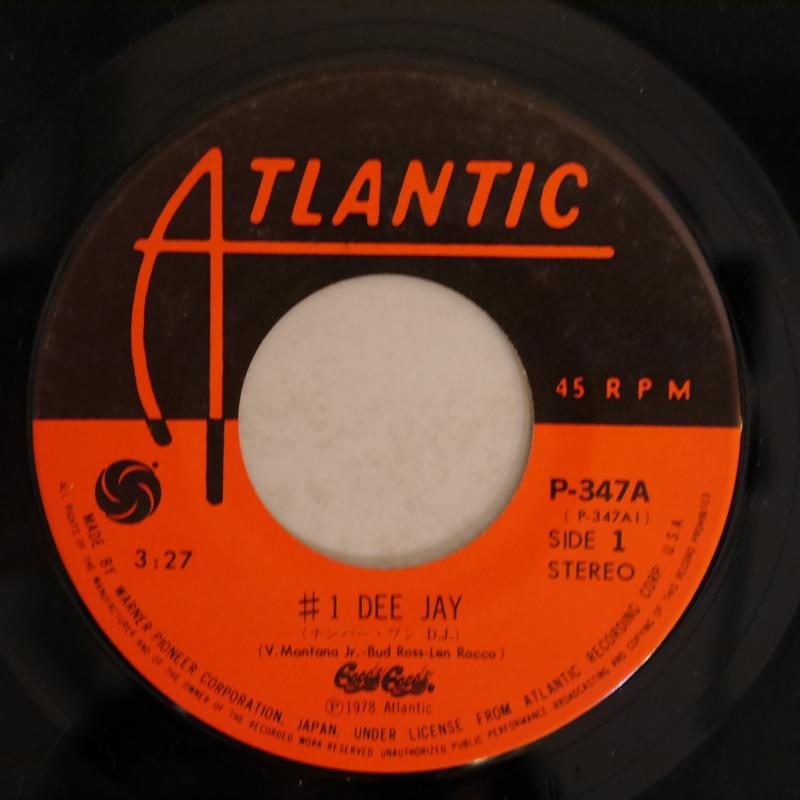 ATLANTIC
45 RPM
P-347A
(P-347A1)
SIDE 1
STEREO
3:27
#1 DEE JAY
(ナンバー・ワン D.J.)
(V. Montana Jr.-Bud Ross-Len Rocco)
Goody Goody
Ⓟ1978 Atlantic
MADE BY WARNER-PIONEER CORPORATION, JAPAN, UNDER LICENSE FROM ATLANTIC RECORDING CORP. U.S.A.
ALL RIGHTS OF THE MANUFACTURER AND OF THE OWNER OF THE RECORDED WORK RESERVED UNAUTHORIZED PUBLIC PERFORMANCE·BROADCASTING AND COPYING OF THIS RECORD PROHIBITED